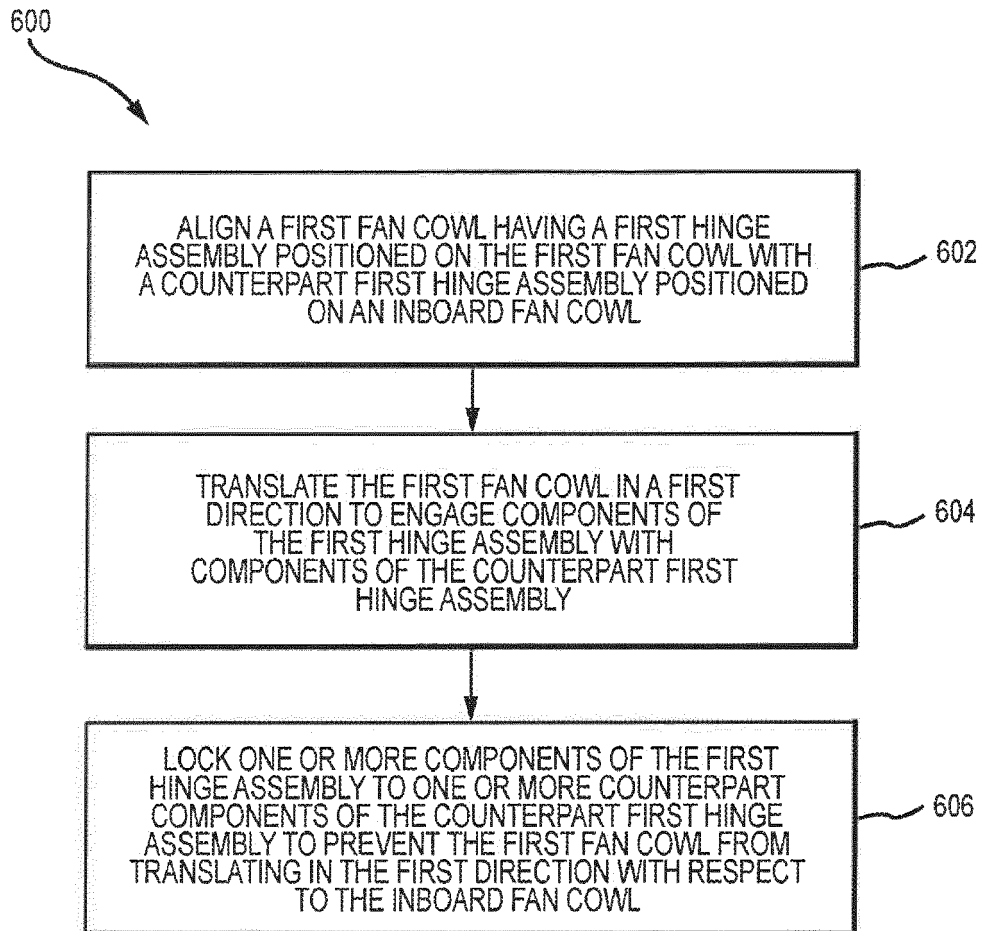 600
ALIGN A FIRST FAN COWL HAVING A FIRST HINGE
ASSEMBLY POSITIONED ON THE FIRST FAN COWL WITH
A COUNTERPART FIRST HINGE ASSEMBLY POSITIONED
ON AN INBOARD FAN COWL
602
TRANSLATE THE FIRST FAN COWL IN A FIRST
DIRECTION TO ENGAGE COMPONENTS OF
THE FIRST HINGE ASSEMBLY WITH
COMPONENTS OF THE COUNTERPART FIRST
HINGE ASSEMBLY
604
LOCK ONE OR MORE COMPONENTS OF THE FIRST
HINGE ASSEMBLY TO ONE OR MORE COUNTERPART
COMPONENTS OF THE COUNTERPART FIRST HINGE
ASSEMBLY TO PREVENT THE FIRST FAN COWL FROM
TRANSLATING IN THE FIRST DIRECTION WITH RESPECT
TO THE INBOARD FAN COWL
606